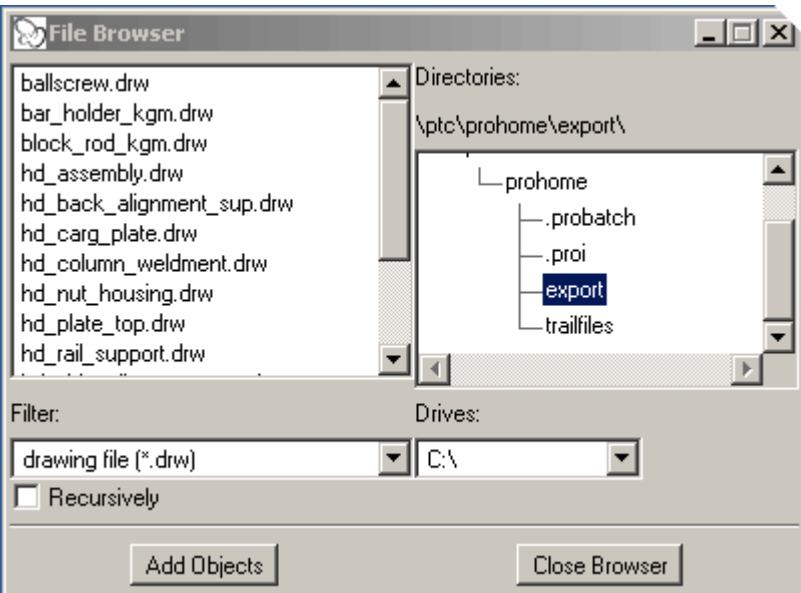 File Browser
ballscrew.drw
bar_holder_kgm.drw
block_rod_kgm.drw
hd_assembly.drw
hd_back_alignment_sup.drw
hd_carg_plate.drw
hd_column_weldment.drw
hd_nut_housing.drw
hd_plate_top.drw
hd_rail_support.drw
Directories:
\ptc\prohome\export\
prohome
.probatch
.proi
export
trailfiles
Filter:
drawing file (*.drw)
Recursively
Drives:
C:\
Add Objects
Close Browser